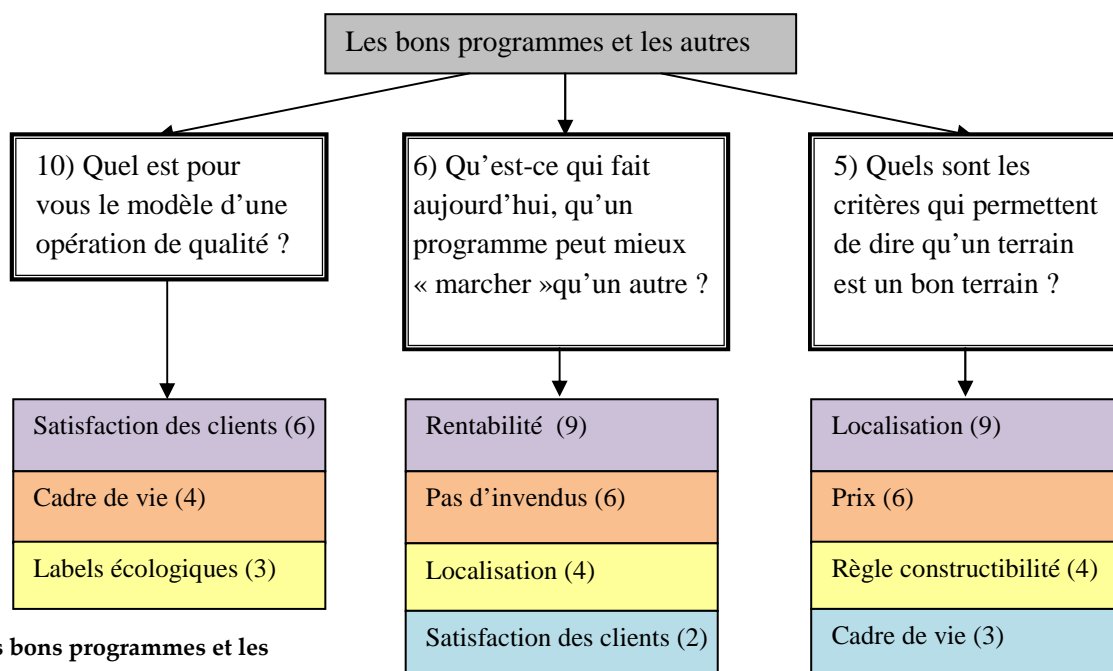 Les bons programmes et les autres
10) Quel est pour
vous le modèle d’une
opération de qualité ?
6) Qu’est-ce qui fait
aujourd’hui, qu’un
programme peut mieux
« marcher »qu’un autre ?
5) Quels sont les
critères qui permettent
de dire qu’un terrain
est un bon terrain ?
Satisfaction des clients (6)
Cadre de vie (4)
Labels écologiques (3)
Rentabilité (9)
Pas d’invendus (6)
Localisation (4)
Satisfaction des clients (2)
Localisation (9)
Prix (6)
Règle constructibilité (4)
Cadre de vie (3)
bons programmes et les